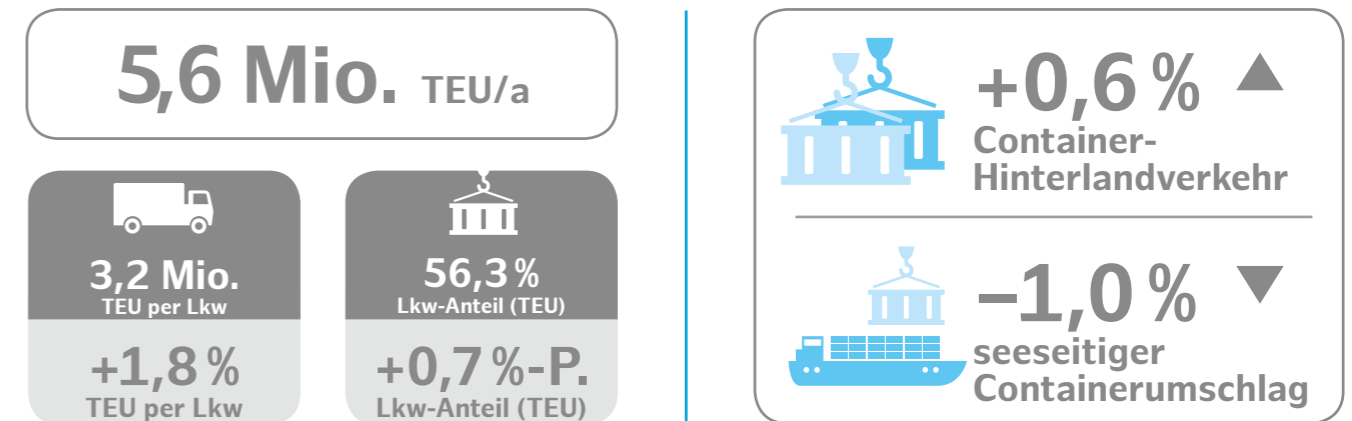 5,6 Mio. TEU/a
3,2 Mio.
TEU per Lkw
+1,8 %
TEU per Lkw
56,3 %
Lkw-Anteil (TEU)
+0,7 %-P.
Lkw-Anteil (TEU)
+0,6 %
Container-
Hinterlandverkehr
–1,0 %
seeseitiger
Containerumschlag